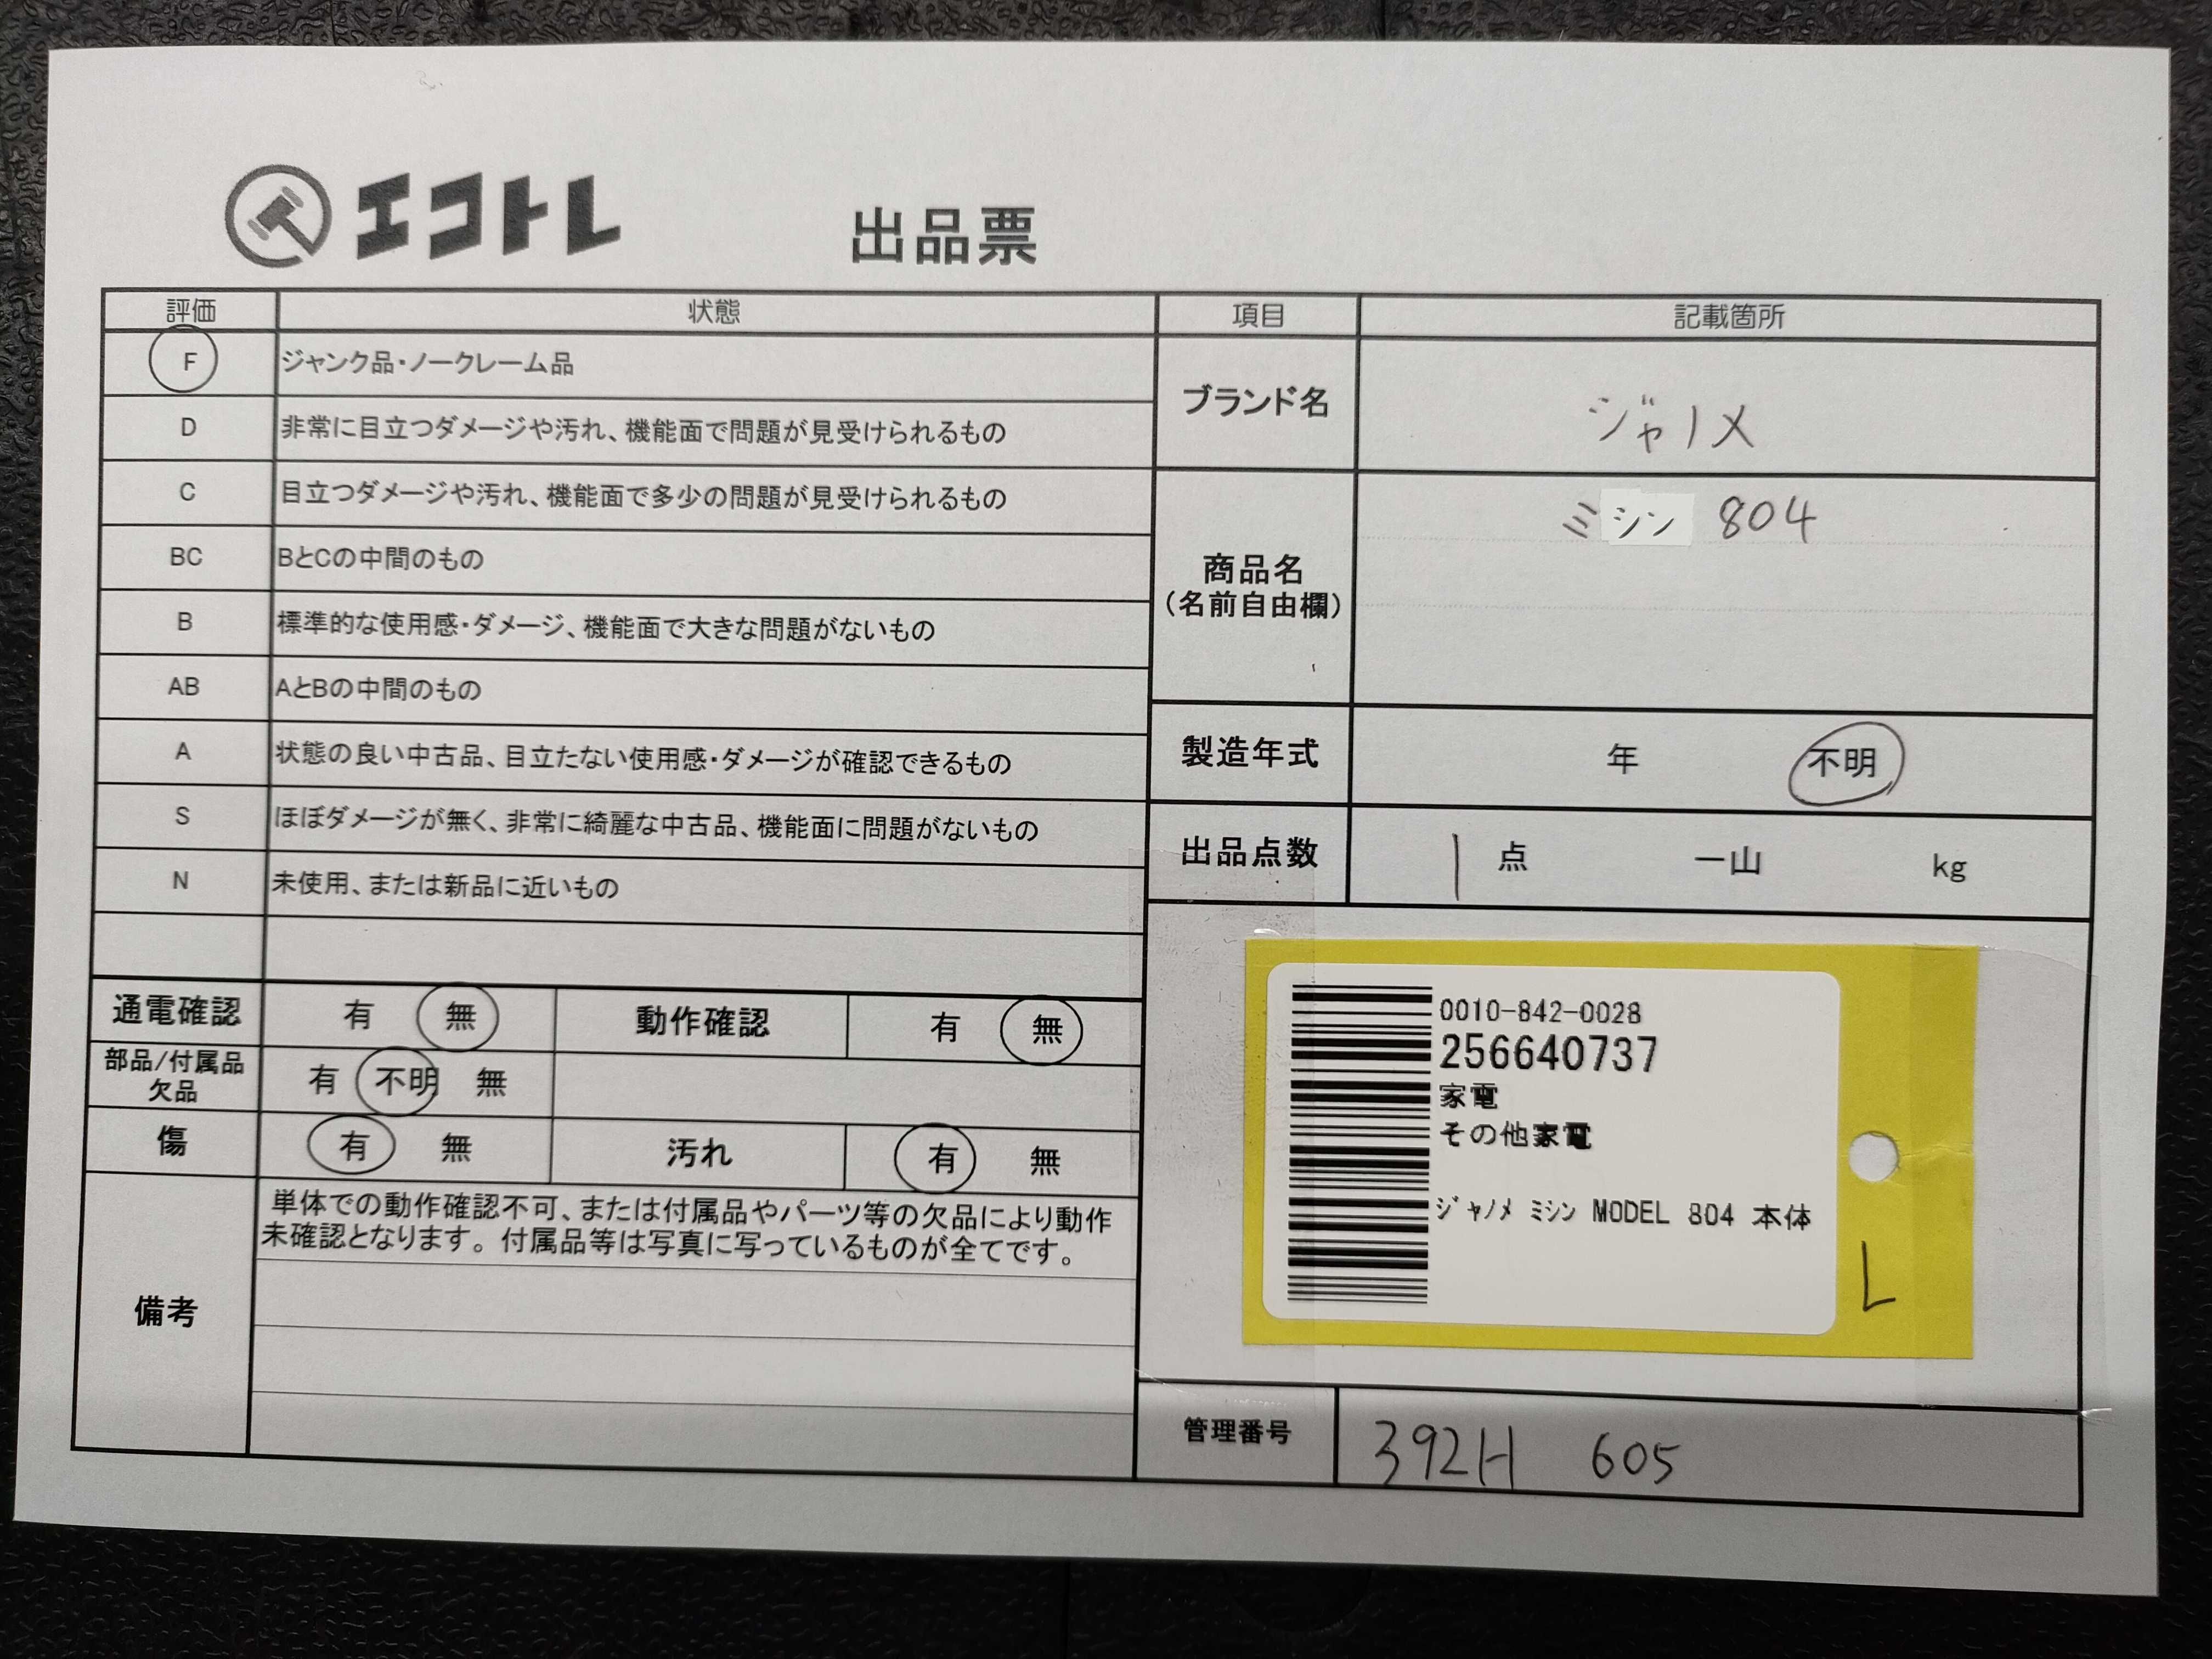 エコトレ
出品票
評価 状態
F ジャンク品・ノークレーム品
D 非常に目立つダメージや汚れ、機能面で問題が見受けられるもの
C 目立つダメージや汚れ、機能面で多少の問題が見受けられるもの
BC BとCの中間のもの
B 標準的な使用感・ダメージ、機能面で大きな問題がないもの
AB AとBの中間のもの
A 状態の良い中古品、目立たない使用感・ダメージが確認できるもの
S ほぼダメージが無く、非常に綺麗な中古品、機能面に問題がないもの
N 未使用、または新品に近いもの
通電確認 有 無 動作確認 有 無
部品/付属品
欠品
有 不明 無
傷 有 無 汚れ 有 無
備考
単体での動作確認不可、または付属品やパーツ等の欠品により動作
未確認となります。付属品等は写真に写っているものが全てです。
項目 記載箇所
ブランド名 ジャノメ
商品名
(名前自由欄)
ミシン 804
製造年式 年 不明
出品点数 1 点 一山 kg
0010-842-0028
256640737
家電
その他家電
ジャノメ ミシン MODEL 804 本体
L
管理番号 392H 605